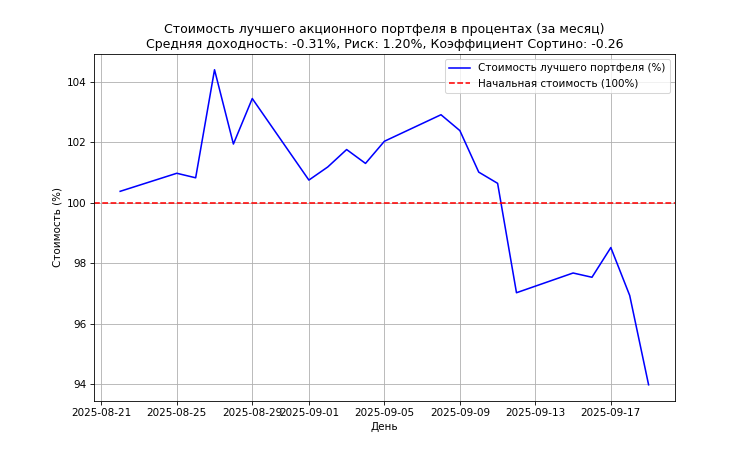 Стоимость лучшего акционного портфеля в процентах (за месяц)
Средняя доходность: -0.31%, Риск: 1.20%, Коэффициент Сортино: -0.26
Стоимость лучшего портфеля (%)
Начальная стоимость (100%)
Стоимость (%)
104
102
100
98
96
94
2025-08-21 2025-08-25 2025-08-29 2025-09-01 2025-09-05 2025-09-09 2025-09-13 2025-09-17
День